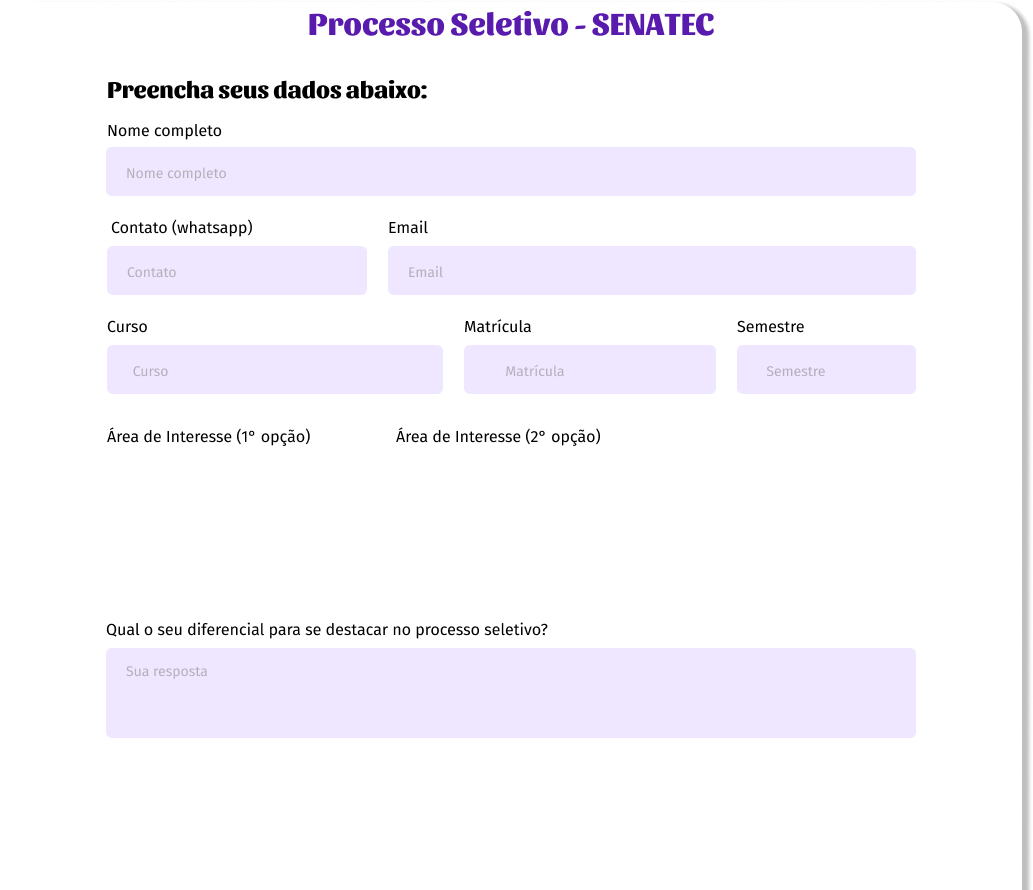 Processo Seletivo - SENATEC
Preencha seus dados abaixo:
Nome completo
Nome completo
Contato (whatsapp) Email
Contato Email
Curso Matrícula Semestre
Curso Matrícula Semestre
Área de Interesse (1° opção) Área de Interesse (2° opção)
Qual o seu diferencial para se destacar no processo seletivo?
Sua resposta